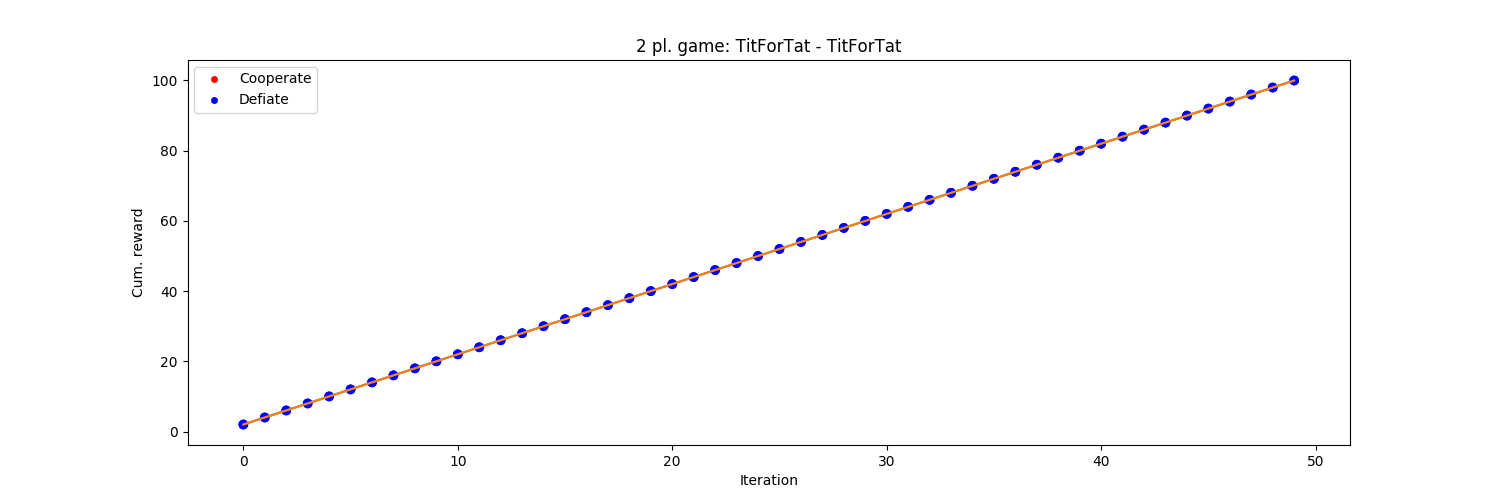 2 pl. game: TitForTat - TitForTat
Cooperate
Defiate
100
80
60
40
20
0
Cum. reward
0 10 20 30 40 50
Iteration